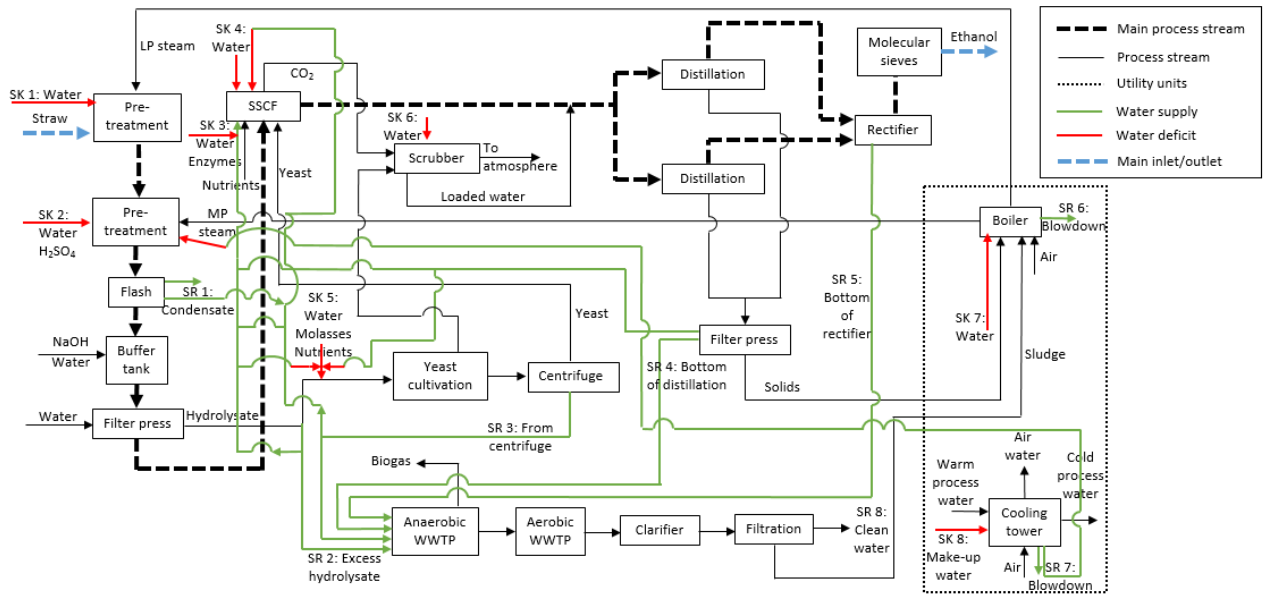 SK 4:
Water
LP steam
CO2
SK 1: Water
Straw
Pre-
treatment
SSCF
SK 3:
Water
Enzymes
Nutrients
Yeast
SK 6:
Water
Scrubber
To
atmosphere
Loaded water
Distillation
Distillation
Molecular
sieves
Ethanol
Rectifier
Main process stream
Process stream
Utility units
Water supply
Water deficit
Main inlet/outlet
SK 2:
Water
H2SO4
Pre-
treatment
MP
steam
Flash
SR 1:
Condensate
SK 5:
Water
Molasses
Nutrients
NaOH
Water
Buffer
tank
Yeast
cultivation
Centrifuge
Yeast
Filter press
SR 4: Bottom
of distillation
Solids
SR 5:
Bottom
of
rectifier
Boiler
SR 6:
Blowdown
Air
SK 7:
Water
Sludge
Water
Filter press
Hydrolysate
SR 3: From
centrifuge
Biogas
Anaerobic
WWTP
Aerobic
WWTP
Clarifier
Filtration
SR 8:
Clean
water
SR 2: Excess
hydrolysate
Air
water
Warm
process
water
Cold
process
water
Cooling
tower
SK 8:
Make-up
water
Air
SR 7:
Blowdown